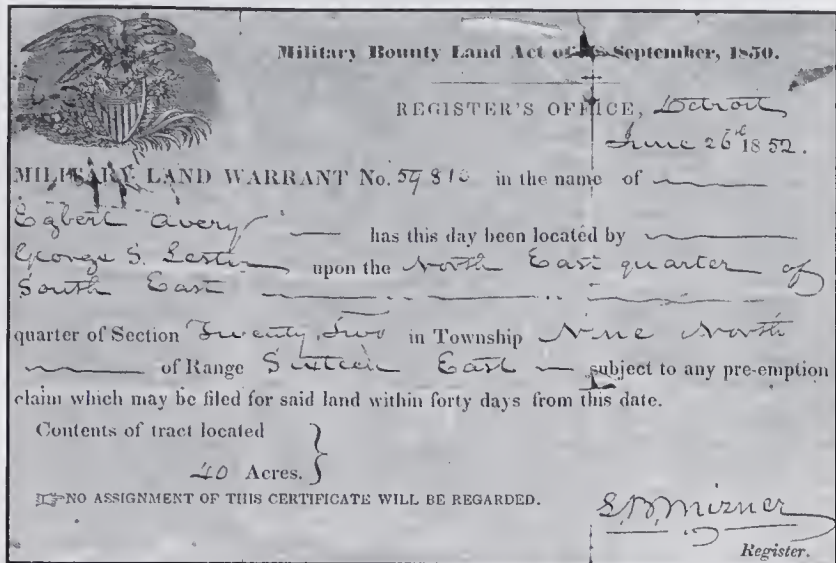 Military Bounty Land Act of September, 1850.
REGISTER'S OFFICE, Detroit
June 26th 1852.
MILITARY LAND WARRANT No. in the name of
Egbert Avery has this day been located by
George S. Lester upon the North East quarter of
South East
quarter of Section Twenty Two in Township Nine North
of Range Sixteen East subject to any pre-emption
claim which may be filed for said land within forty days from this date.
Contents of tract located
40 Acres.
NO ASSIGNMENT OF THIS CERTIFICATE WILL BE REGARDED.
Mizner
Register.